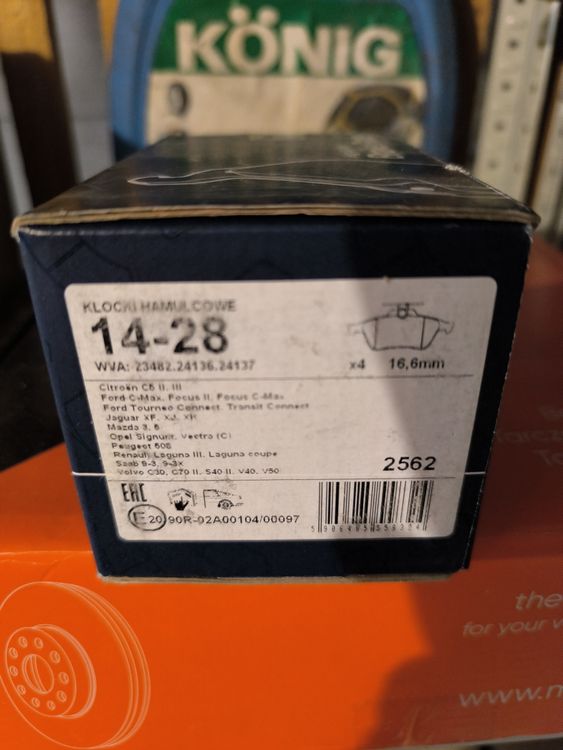 KÖNIG
KLOCKI HAMULCOWE
14-28
WVA: 23482.24136.24137
x4 16,6mm
Citroën C5 II, III
Ford C-Max, Focus II, Focus C-Max
Ford Tourneo Connect, Transit Connect
Jaguar XF, XJ, XK
Mazda 3, 5
Opel Signum, Vectra (C)
Peugeot 508
Renault Laguna III, Laguna coupe
Saab 9-3, 9-3X
Volvo C30, C70 II, S40 II, V40, V50
2562
EAC
E 20 90R-02A00104/00097
the
for your v
www.